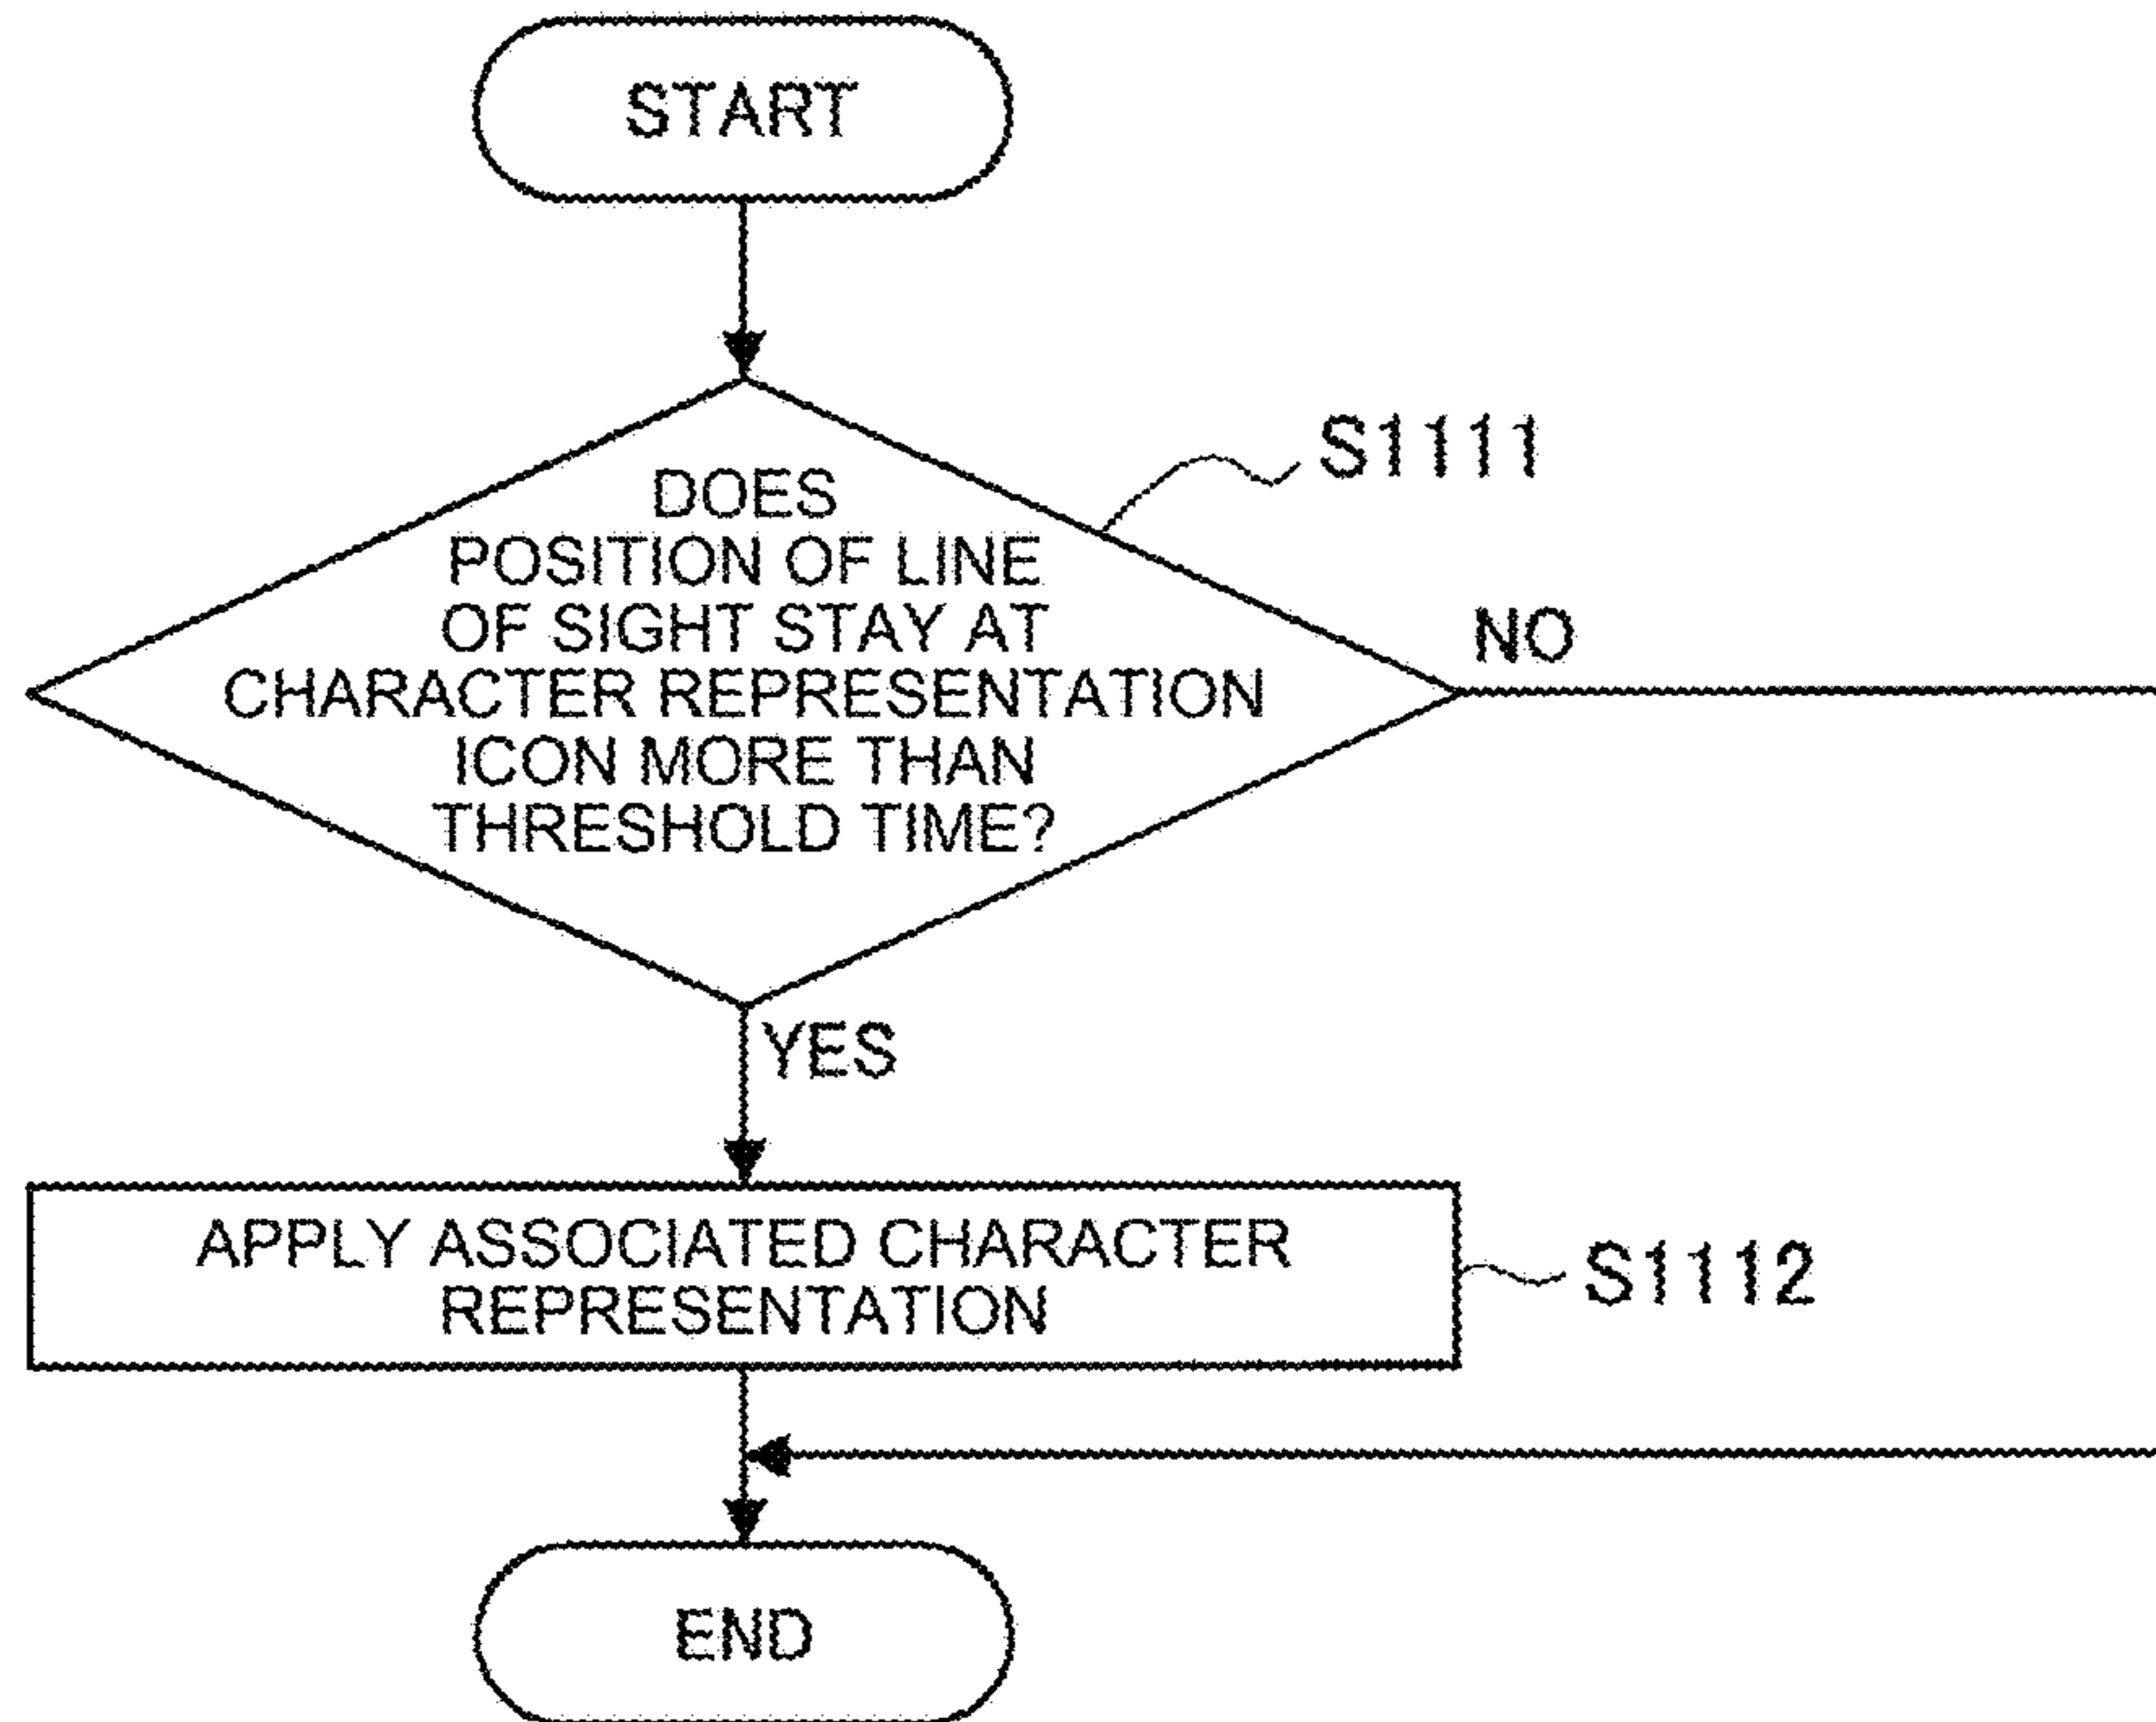 START
DOES
POSITION OF LINE
OF SIGHT STAY AT
CHARACTER REPRESENTATION
ICON MORE THAN
THRESHOLD TIME?
S1111
NO
YES
APPLY ASSOCIATED CHARACTER
REPRESENTATION
S1112
END